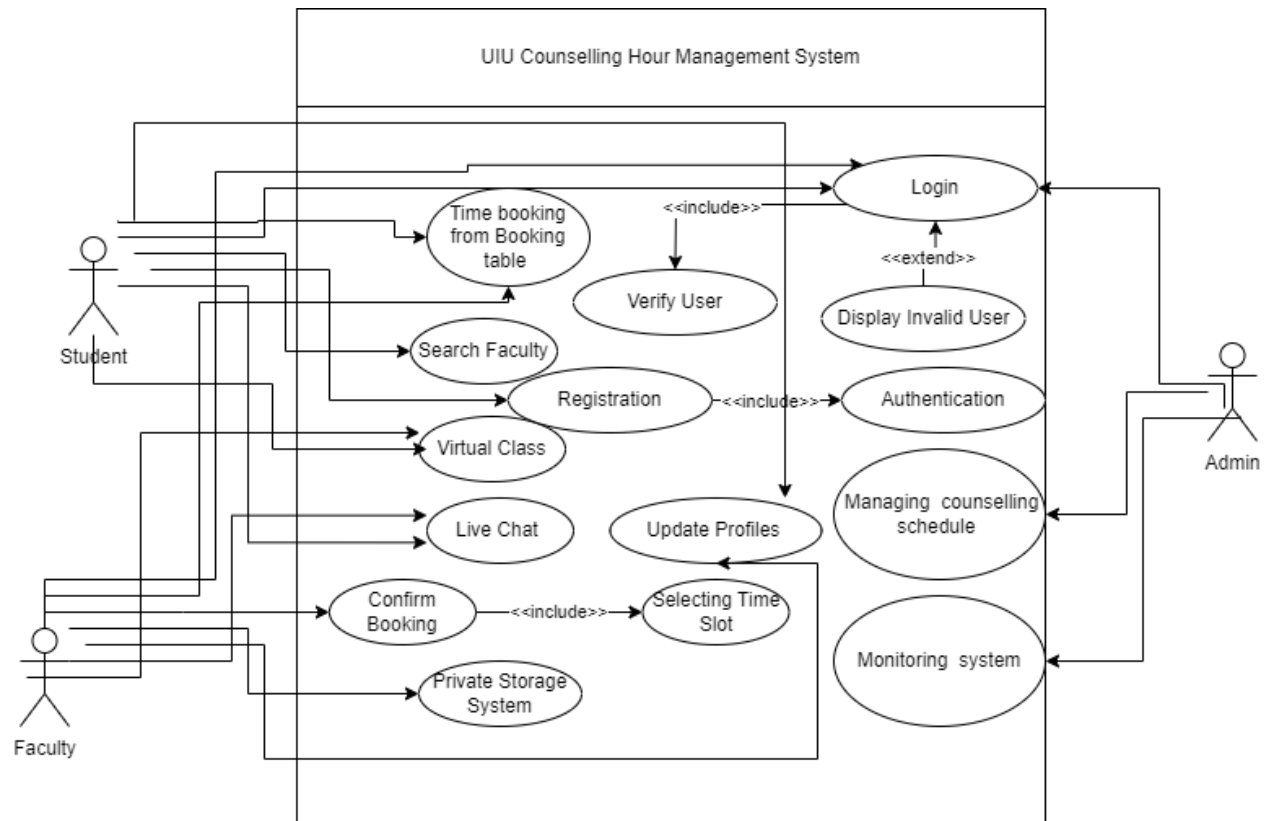 UIU Counselling Hour Management System
Login
<<include>>
Time booking
from Booking
table
<<extend>>
Verify User
Display Invalid User
Student
Search Faculty
Registration
<<include>>
Authentication
Virtual Class
Admin
Managing counselling
schedule
Live Chat
Update Profiles
Confirm
Booking
<<include>>
Selecting Time
Slot
Monitoring system
Private Storage
System
Faculty